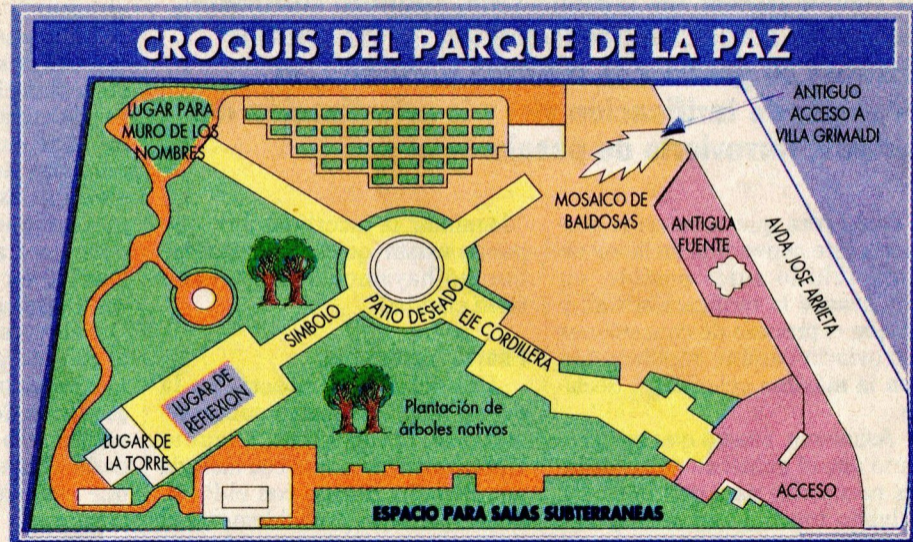 CROQUIS DEL PARQUE DE LA PAZ
LUGAR PARA
MURO DE LOS
NOMBRES
ANTIGUO
ACCESO A
VILLA GRIMALDI
MOSAICO DE
BALDOSAS
ANTIGUA
FUENTE
AVDA. JOSE ARRIETA
PATIO DESEADO
SIMBOLO
EJE CORDILLERA
LUGAR DE
REFLEXION
Plantación de
árboles nativos
LUGAR DE
LA TORRE
ACCESO
ESPACIO PARA SALAS SUBTERRANEAS